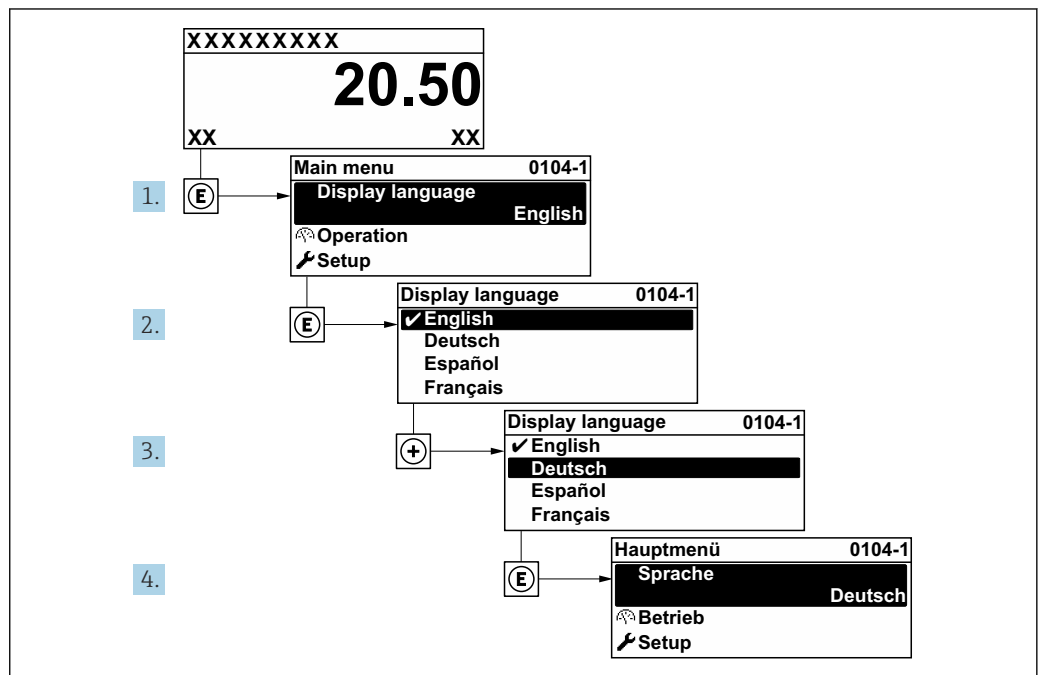 XXXXXXXXX
20.50
XX XX
1. E
Main menu 0104-1
Display language
English
Operation
Setup
2. E
Display language 0104-1
✔English
Deutsch
Español
Français
3. +
Display language 0104-1
✔English
Deutsch
Español
Français
4. E
Hauptmenü 0104-1
Sprache
Deutsch
Betrieb
Setup